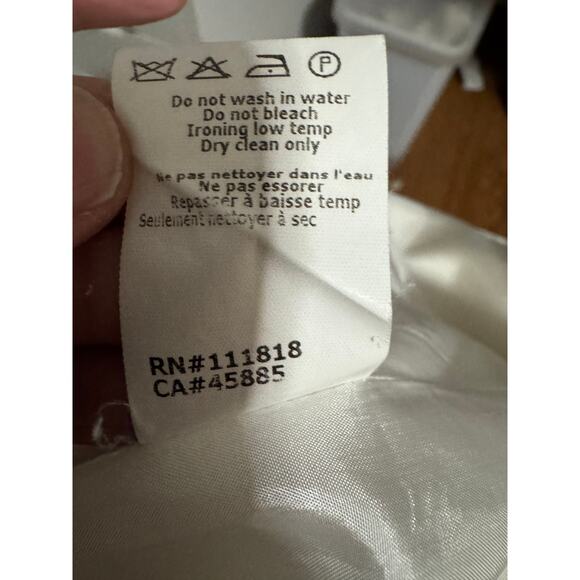 P
Do not wash in water
Do not bleach
Ironing low temp
Dry clean only
Ne pas nettoyer dans l'eau
Ne pas essorer
Repasser à baisse temp
Seulement nettoyer à sec
RN#111818
CA#45885